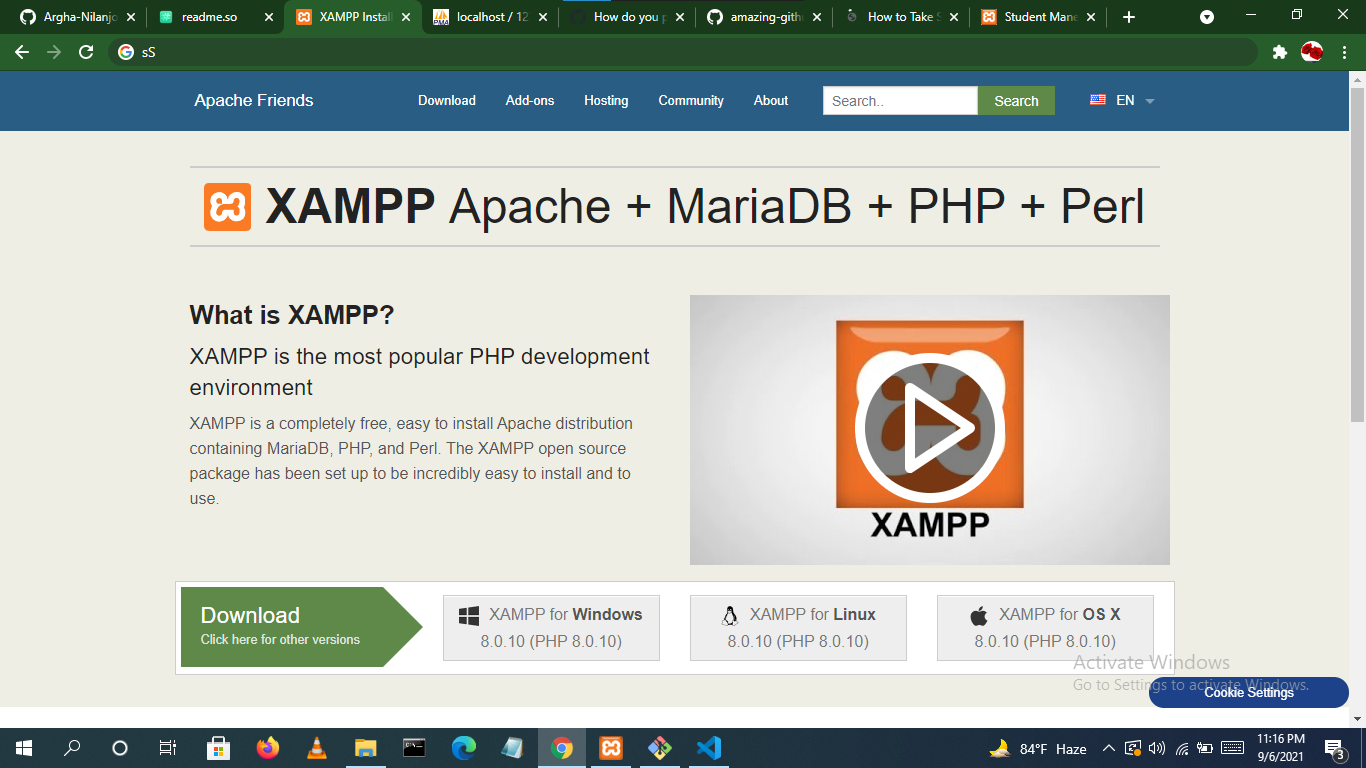 Argha-Nilanjo
readme.so
XAMPP Install
localhost / 12
How do you p
amazing-gith
How to Take S
Student Man
sS
Apache Friends
Download
Add-ons
Hosting
Community
About
Search..
Search
EN
XAMPP Apache + MariaDB + PHP + Perl
What is XAMPP?
XAMPP is the most popular PHP development
environment
XAMPP is a completely free, easy to install Apache distribution
containing MariaDB, PHP, and Perl. The XAMPP open source
package has been set up to be incredibly easy to install and to
use.
XAMPP
Download
Click here for other versions
XAMPP for Windows
8.0.10 (PHP 8.0.10)
XAMPP for Linux
8.0.10 (PHP 8.0.10)
XAMPP for OS X
8.0.10 (PHP 8.0.10)
Activate Windows
Go to Settings to activate Windows.
Cookie Settings
84°F Haze
11:16 PM
9/6/2021
3